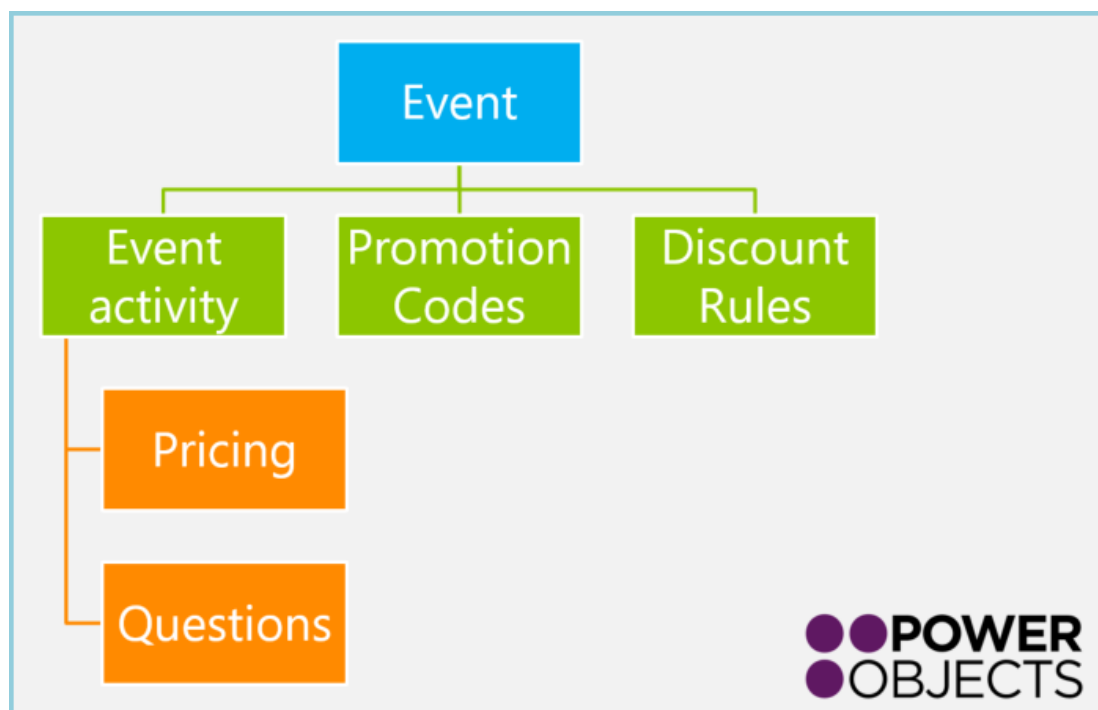 Event
Event
activity
Promotion
Codes
Discount
Rules
Pricing
Questions
POWER
OBJECTS